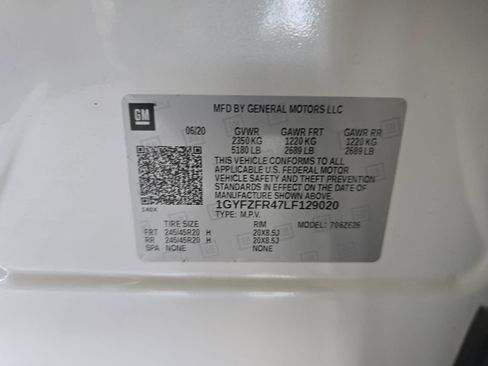 GM
MFD BY GENERAL MOTORS LLC
06/20 GVWR GAWR FRT GAWR RR
2350 KG 1220 KG 1220 KG
5180 LB 2689 LB 2689 LB
THIS VEHICLE CONFORMS TO ALL
APPLICABLE U.S. FEDERAL MOTOR
VEHICLE SAFETY AND THEFT PREVENTION
STANDARDS IN EFFECT ON THE DATE OF
MANUFACTURE SHOWN ABOVE.
1GYFZFR47LF129020
TYPE: M.P.V.
TIRE SIZE RIM MODEL:
FRT 245/45R20 H 20X8.5J
RR 245/45R20 H 20X8.5J
SPA NONE NONE